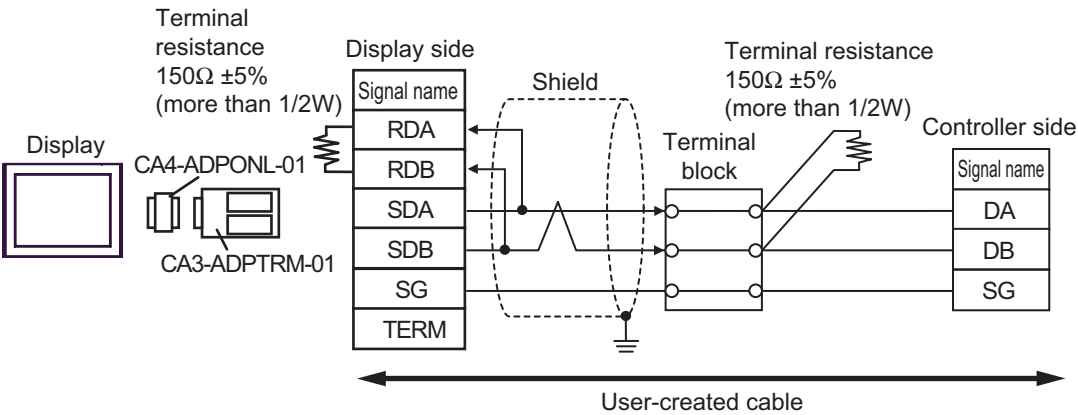 Terminal
resistance
150Ω ±5%
(more than 1/2W)
Display side
Signal name
RDA
RDB
SDA
SDB
SG
TERM
Display
CA4-ADPONL-01
CA3-ADPTRM-01
Shield
Terminal
block
Terminal resistance
150Ω ±5%
(more than 1/2W)
Controller side
Signal name
DA
DB
SG
User-created cable